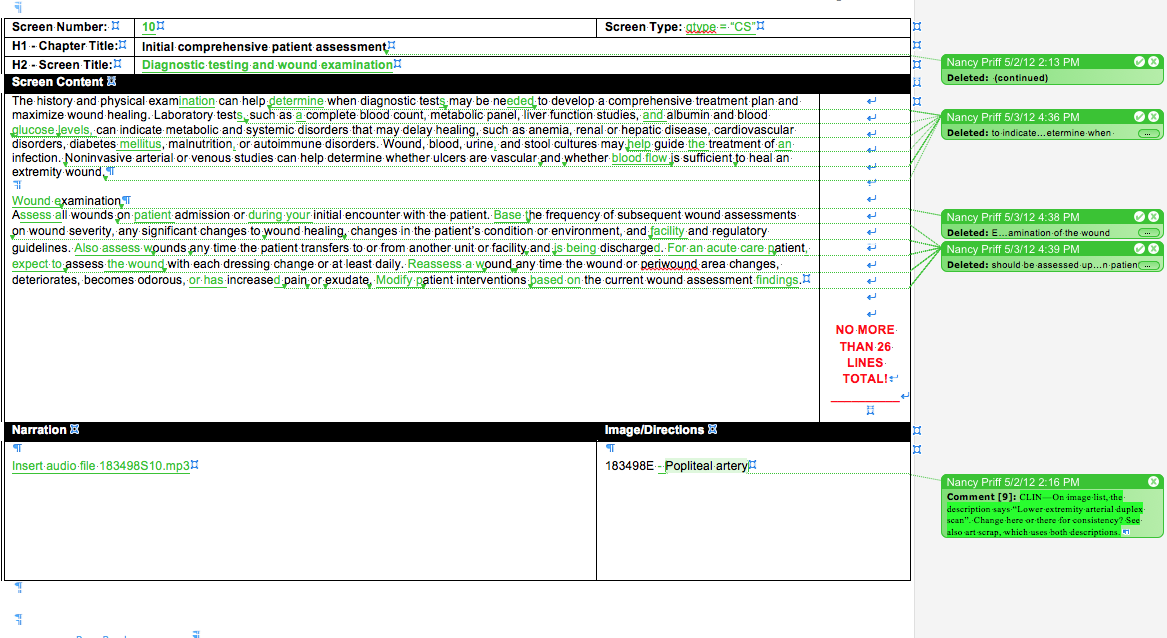 Screen Number: 10 Screen Type: qtype = “CS”
H1 - Chapter Title: Initial comprehensive patient assessment
H2 - Screen Title: Diagnostic testing and wound examination
Screen Content
The history and physical examination can help determine when diagnostic tests may be needed to develop a comprehensive treatment plan and
maximize wound healing. Laboratory tests, such as a complete blood count, metabolic panel, liver function studies, and albumin and blood
glucose levels, can indicate metabolic and systemic disorders that may delay healing, such as anemia, renal or hepatic disease, cardiovascular
disorders, diabetes mellitus, malnutrition, or autoimmune disorders. Wound, blood, urine, and stool cultures may help guide the treatment of an
infection. Noninvasive arterial or venous studies can help determine whether ulcers are vascular and whether blood flow is sufficient to heal an
extremity wound.
Wound examination
Assess all wounds on patient admission or during your initial encounter with the patient. Base the frequency of subsequent wound assessments
on wound severity, any significant changes to wound healing, changes in the patient’s condition or environment, and facility and regulatory
guidelines. Also assess wounds any time the patient transfers to or from another unit or facility and is being discharged. For an acute care patient,
expect to assess the wound with each dressing change or at least daily. Reassess a wound any time the wound or periwound area changes,
deteriorates, becomes odorous, or has increased pain or exudate. Modify patient interventions based on the current wound assessment findings.
NO MORE
THAN 26
LINES
TOTAL!
Narration Image/Directions
Insert audio file 183498S10.mp3 183498E - Popliteal artery
Nancy Priff 5/2/12 2:13 PM
Deleted: (continued)
Nancy Priff 5/3/12 4:36 PM
Deleted: to indicate...etermine when ...
Nancy Priff 5/3/12 4:38 PM
Deleted: E...amination of the wound ...
Nancy Priff 5/3/12 4:39 PM
Deleted: should be assessed up...n patien ...
Nancy Priff 5/2/12 2:16 PM
Comment [9]: CLIN—On image list, the
description says “Lower extremity arterial duplex
scan”. Change here or there for consistency? See
also art scrap, which uses both descriptions.